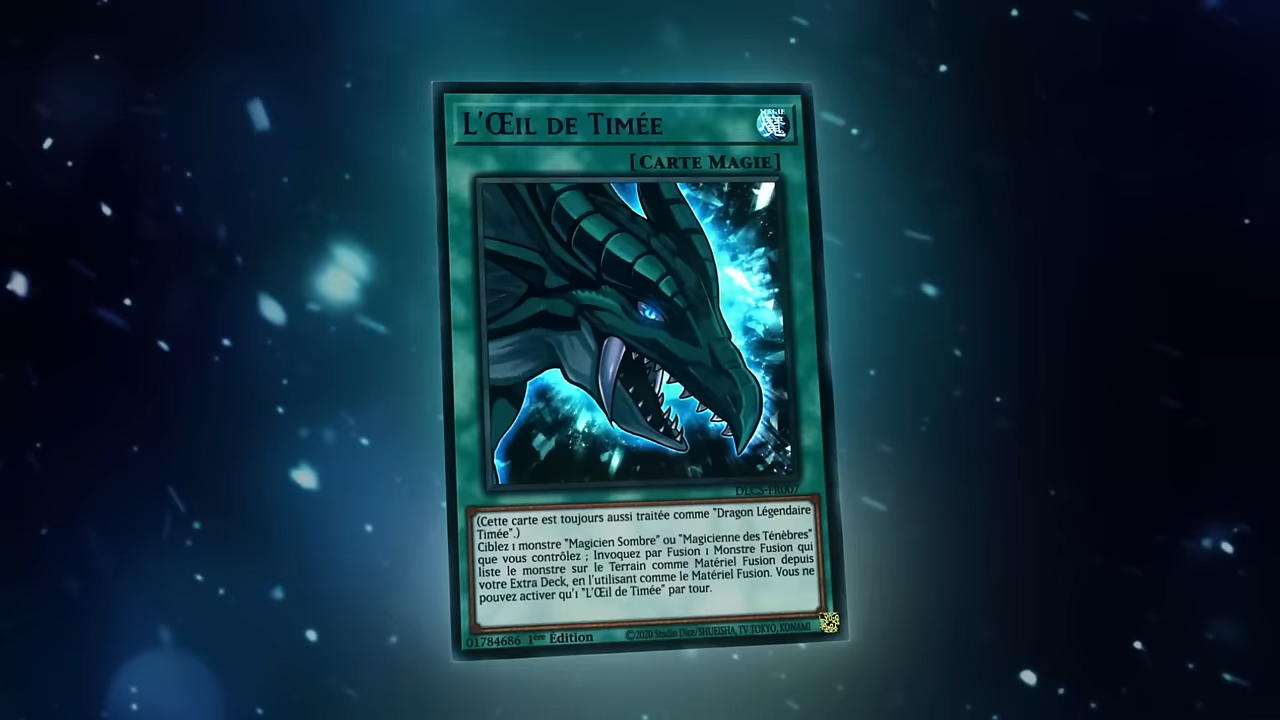 L'ŒIL DE TIMÉE
MAGIE
魔
[CARTE MAGIE]
DLCS-FR007
(Cette carte est toujours aussi traitée comme "Dragon Légendaire
Timée".)
Ciblez 1 monstre "Magicien Sombre" ou "Magicienne des Ténèbres"
que vous contrôlez ; Invoquez par Fusion 1 Monstre Fusion qui
liste le monstre sur le Terrain comme Matériel Fusion depuis
votre Extra Deck, en l'utilisant comme le Matériel Fusion. Vous ne
pouvez activer qu'1 "L'Œil de Timée" par tour.
01784686 1ère Édition ©2020 Studio Dice/SHUEISHA, TV TOKYO, KONAMI